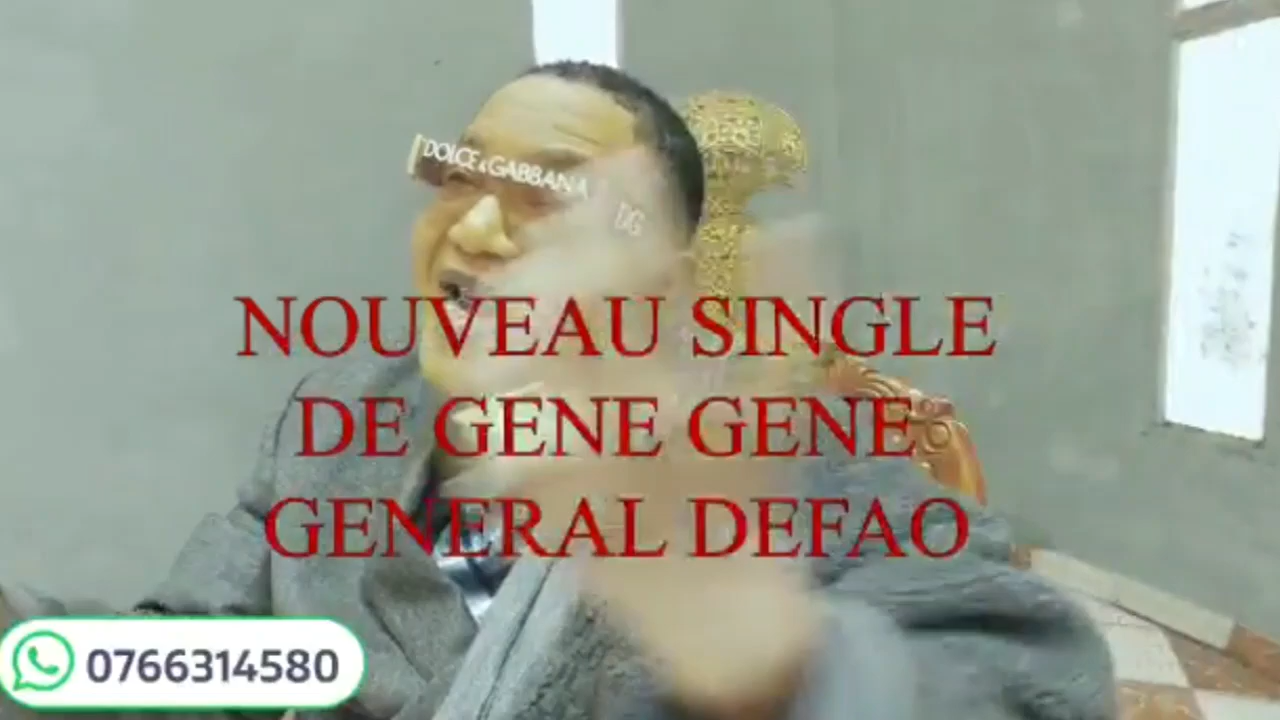 DOLCE & GABBANA
DG
NOUVEAU SINGLE
DE GENE GENE
GENERAL DEFAO
0766314580